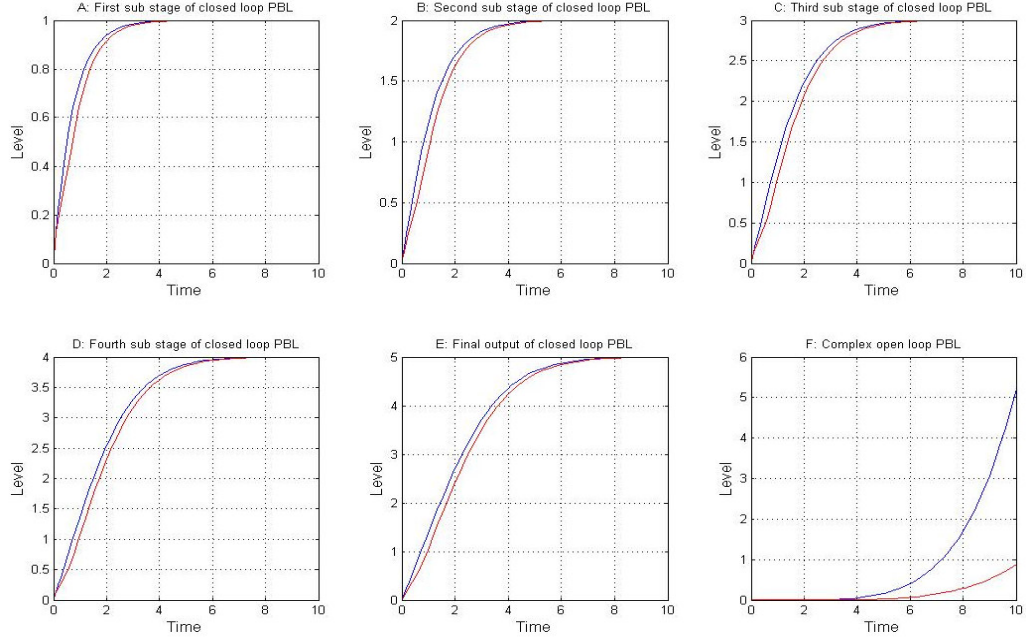 A: First sub stage of closed loop PBL
1
0.8
0.6
0.4
0.2
0
Level
0 2 4 6 8 10
Time
B: Second sub stage of closed loop PBL
2
1.5
1
0.5
0
Level
0 2 4 6 8 10
Time
C: Third sub stage of closed loop PBL
3
2.5
2
1.5
1
0.5
0
Level
0 2 4 6 8 10
Time
D: Fourth sub stage of closed loop PBL
4
3.5
3
2.5
2
1.5
1
0.5
0
Level
0 2 4 6 8 10
Time
E: Final output of closed loop PBL
5
4
3
2
1
0
Level
0 2 4 6 8 10
Time
F: Complex open loop PBL
6
5
4
3
2
1
0
Level
0 2 4 6 8 10
Time